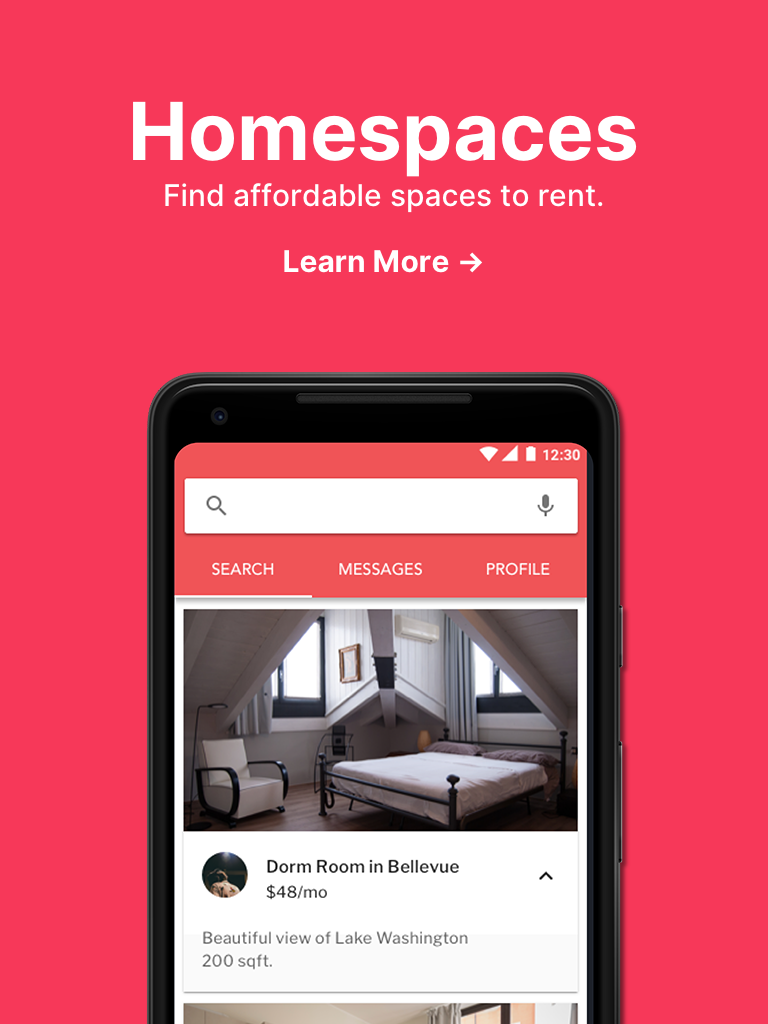 Homespaces
Find affordable spaces to rent.
Learn More →
12:30
SEARCH MESSAGES PROFILE
Dorm Room in Bellevue
$48/mo
Beautiful view of Lake Washington
200 sqft.